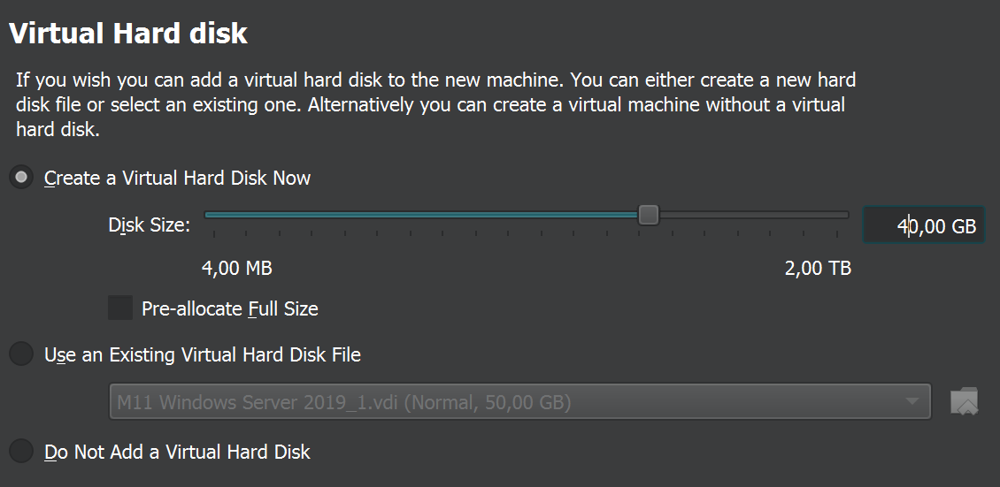 Virtual Hard disk
If you wish you can add a virtual hard disk to the new machine. You can either create a new hard
disk file or select an existing one. Alternatively you can create a virtual machine without a virtual
hard disk.
Create a Virtual Hard Disk Now
Disk Size:
40,00 GB
4,00 MB
2,00 TB
Pre-allocate Full Size
Use an Existing Virtual Hard Disk File
M11 Windows Server 2019_1.vdi (Normal, 50,00 GB)
Do Not Add a Virtual Hard Disk